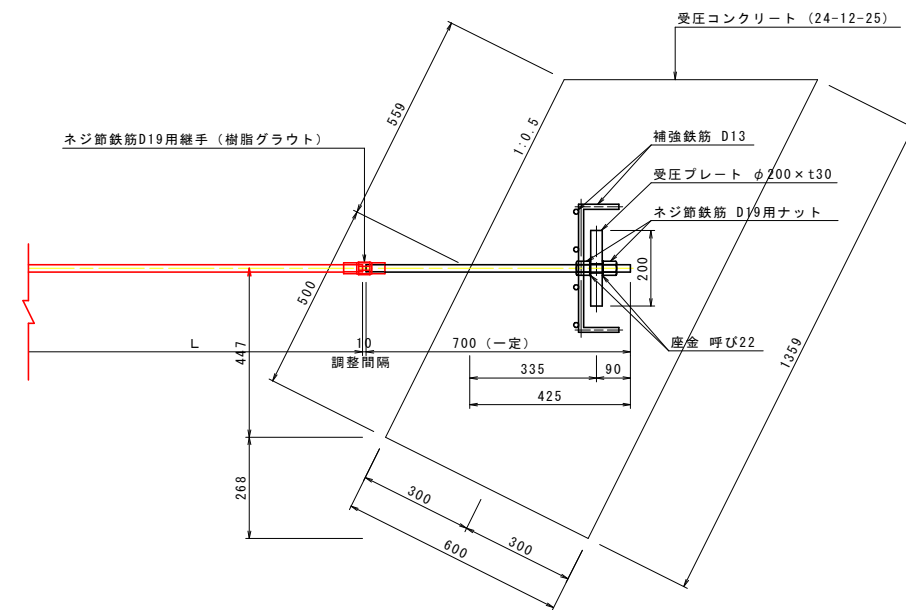 受圧コンクリート (24-12-25)
559
1:0.5
ネジ節鉄筋D19用継手(樹脂グラウト)
補強鉄筋 D13
受圧プレート φ200×t30
ネジ節鉄筋 D19用ナット
200
500
447
L
10
調整間隔
700(一定)
座金 呼び22
335
90
425
1359
268
300
300
600